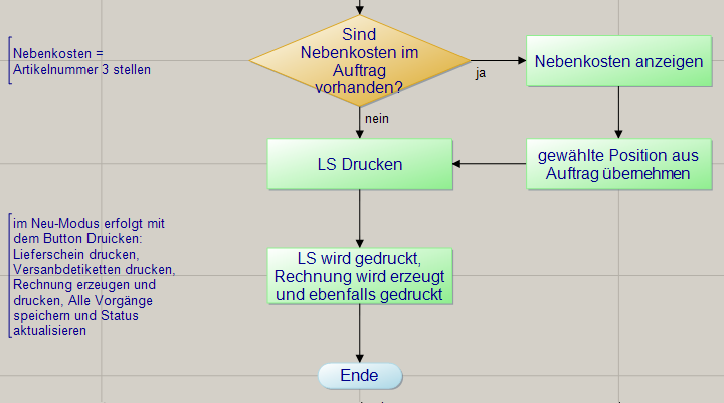 Nebenkosten =
Artikelnummer 3 stellen
Sind
Nebenkosten im
Auftrag
vorhanden?
ja
Nebenkosten anzeigen
nein
LS Drucken
gewählte Position aus
Auftrag übernehmen
im Neu-Modus erfolgt mit
dem Button Druicken:
Lieferschein drucken,
Versanbdetiketten drucken,
Rechnung erzeugen und
drucken, Alle Vorgänge
speichern und Status
aktualisieren
LS wird gedruckt,
Rechnung wird erzeugt
und ebenfalls gedruckt
Ende